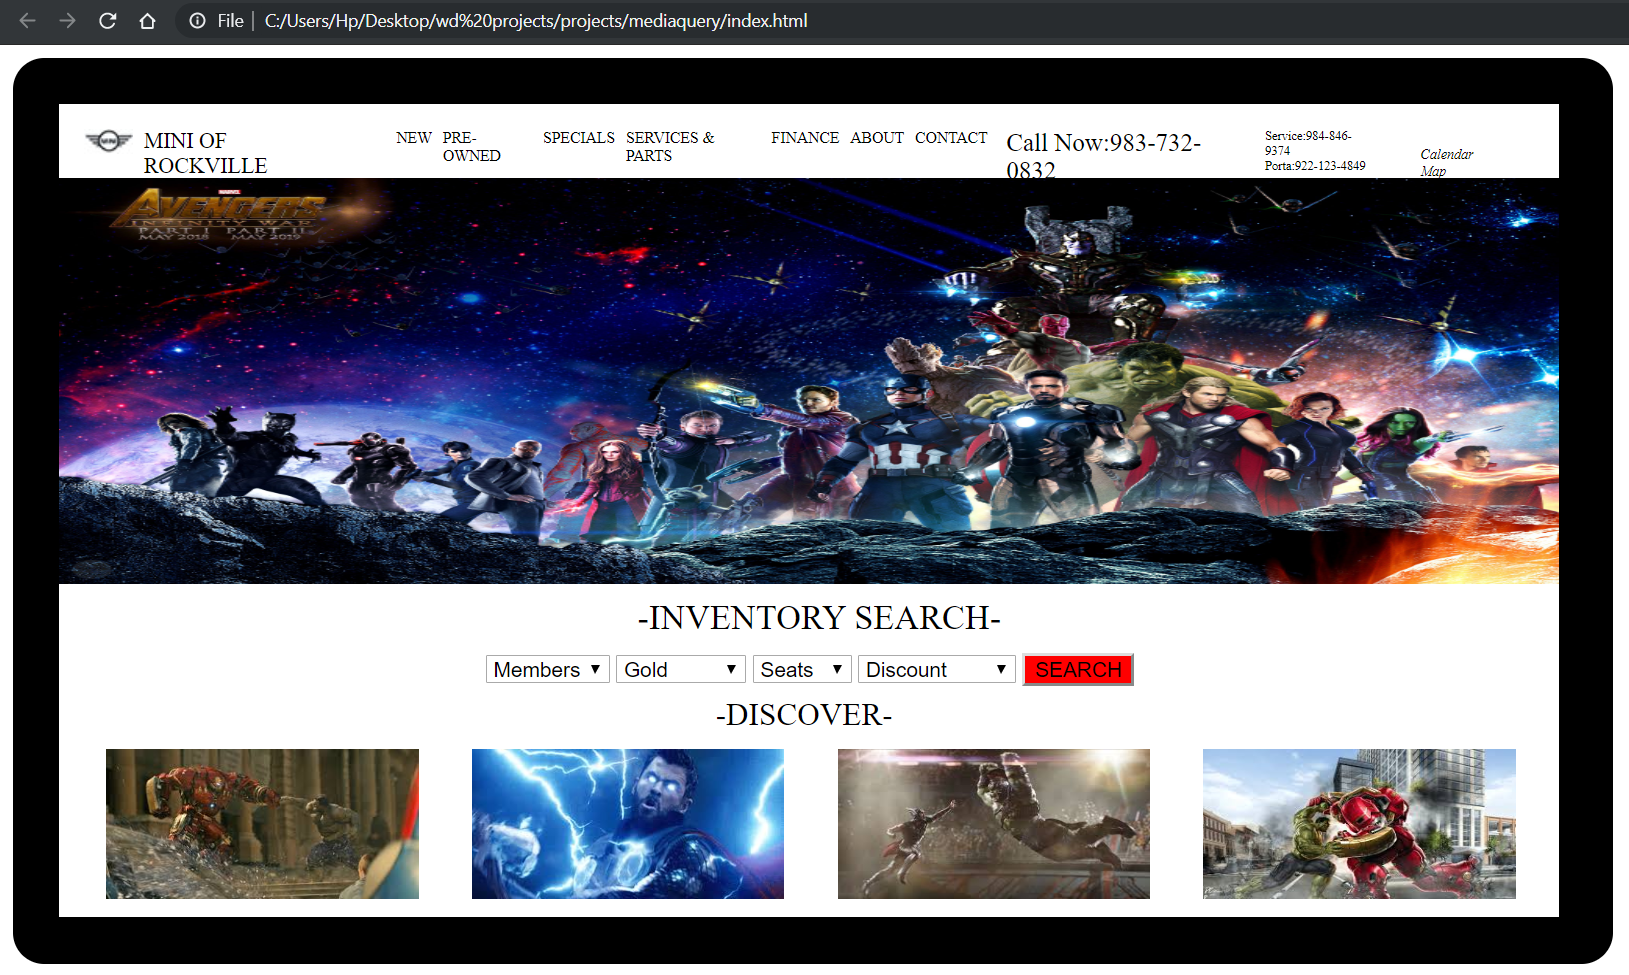 File | C:/Users/Hp/Desktop/wd%20projects/projects/mediaquery/index.html
MINI OF
ROCKVILLE
NEW PRE-
OWNED
SPECIALS SERVICES &
PARTS
FINANCE ABOUT CONTACT
Call Now:983-732-
0832
Service:984-846-
9374
Porta:922-123-4849
Calendar
Map
MARVEL
AVENGERS
INFINITY WAR
PART I PART II
MAY 2018 MAY 2019
-INVENTORY SEARCH-
Members Gold Seats Discount SEARCH
-DISCOVER-